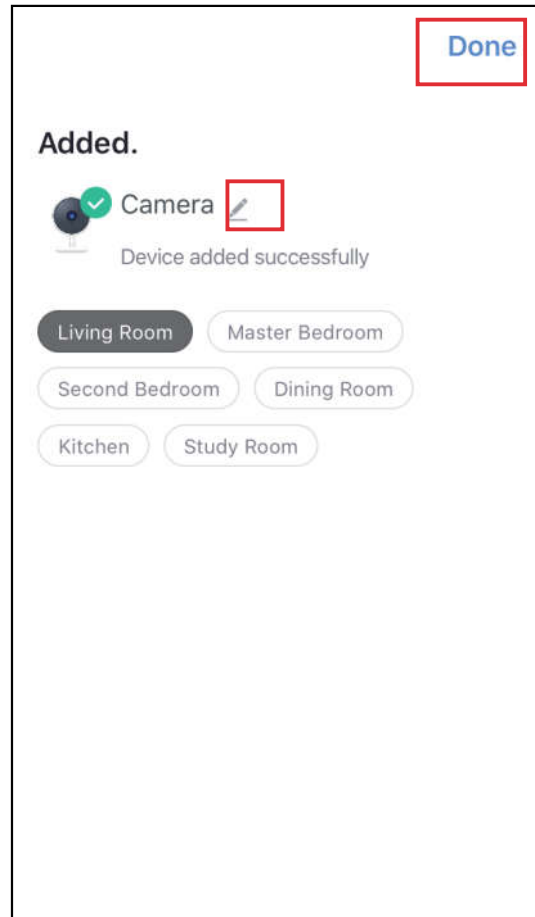 Done
Added.
Camera
Device added successfully
Living Room Master Bedroom
Second Bedroom Dining Room
Kitchen Study Room